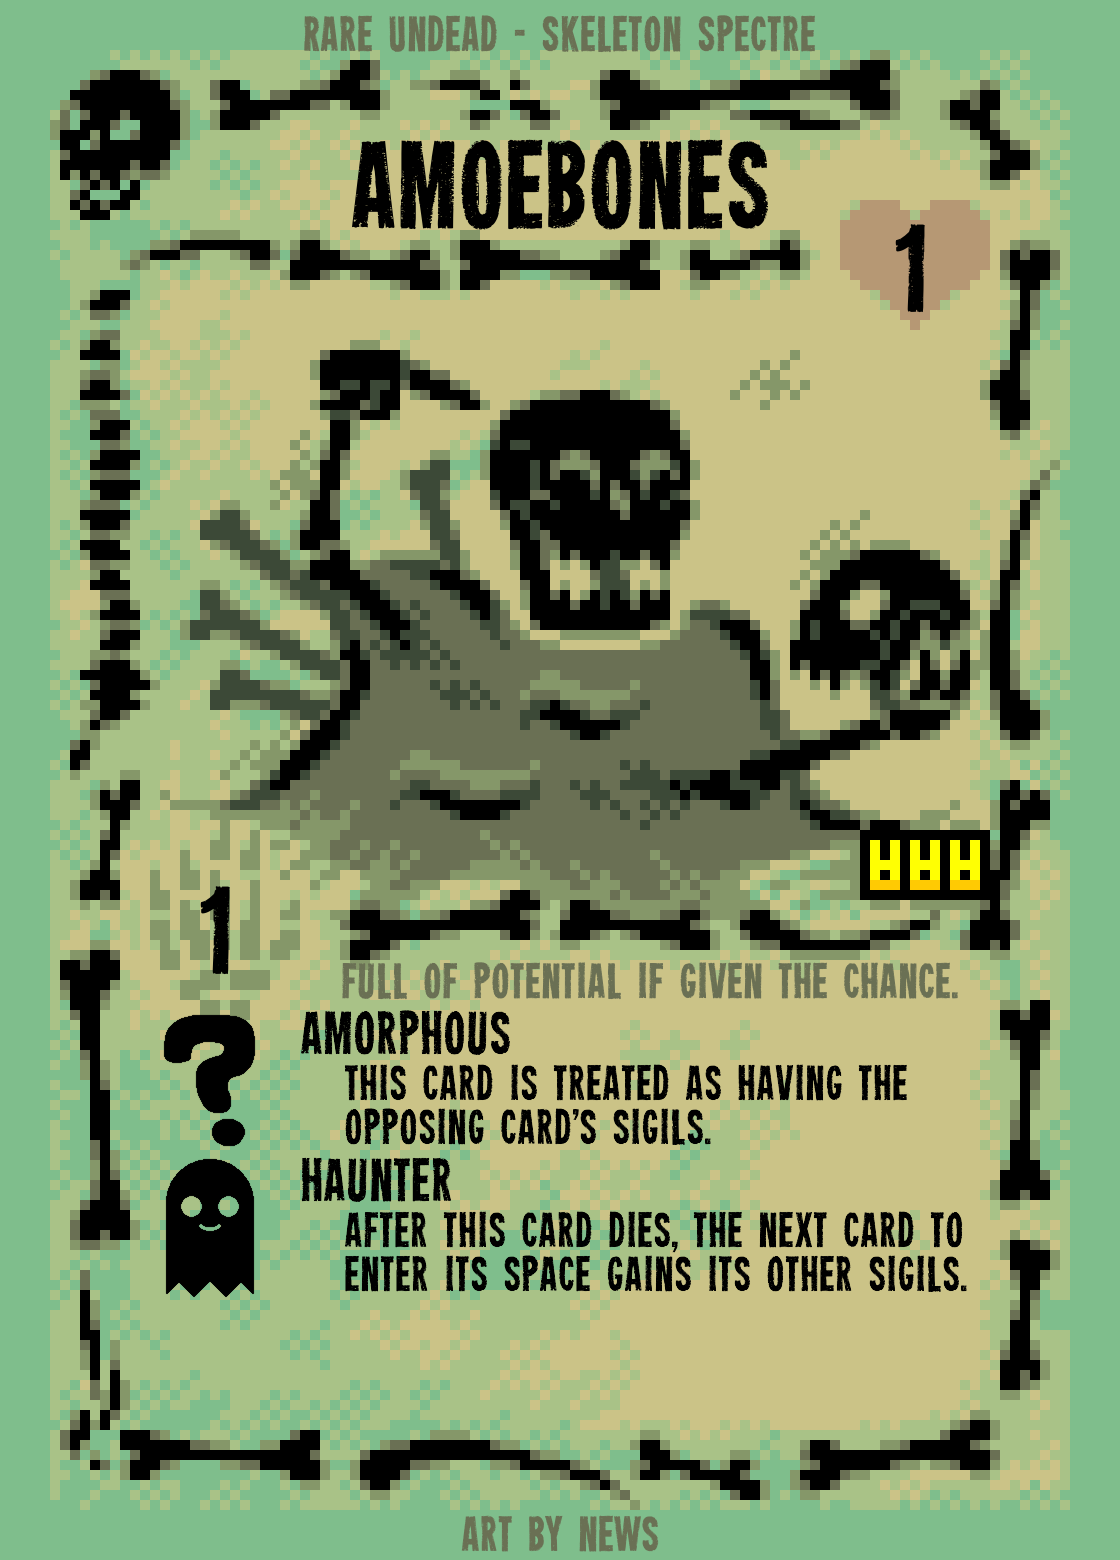 RARE UNDEAD - SKELETON SPECTRE
AMOEBONES
1
1
FULL OF POTENTIAL IF GIVEN THE CHANCE.
AMORPHOUS
THIS CARD IS TREATED AS HAVING THE
OPPOSING CARD'S SIGILS.
HAUNTER
AFTER THIS CARD DIES, THE NEXT CARD TO
ENTER ITS SPACE GAINS ITS OTHER SIGILS.
ART BY NEWS